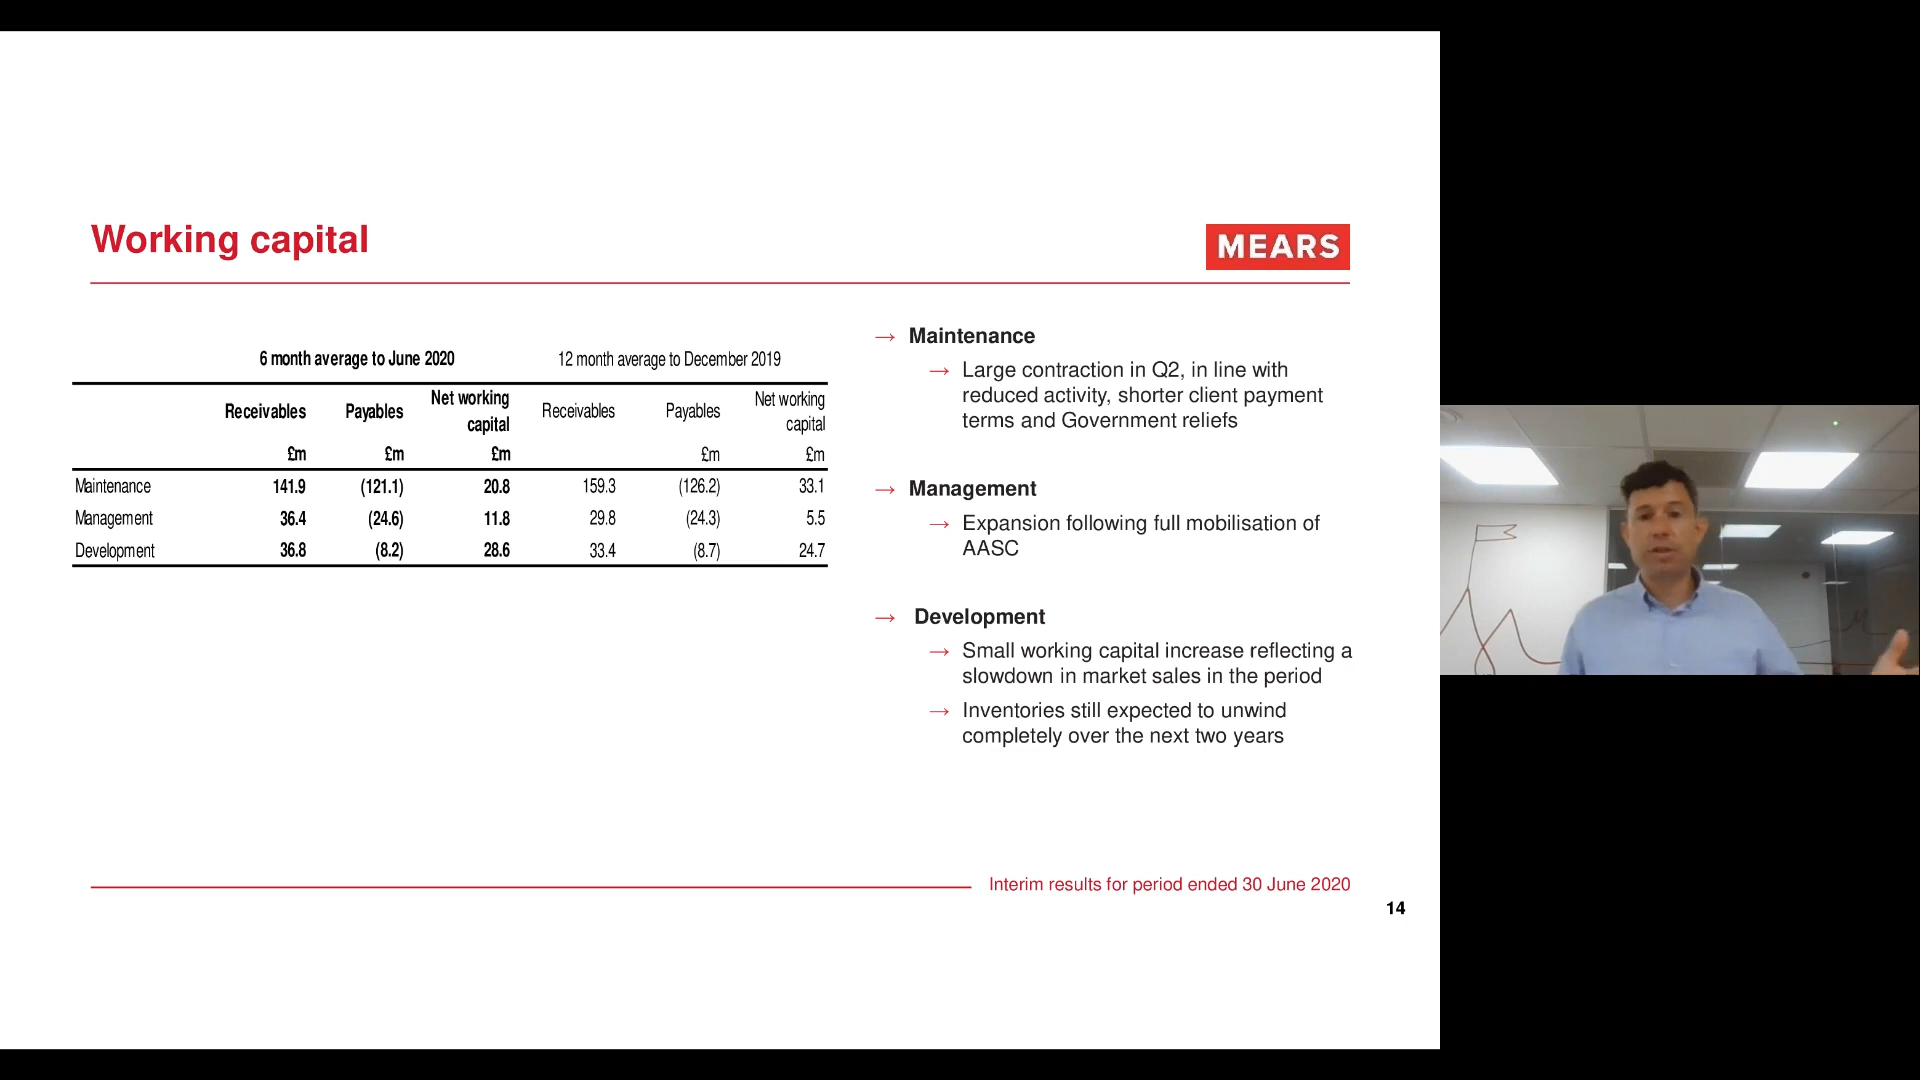 Working capital
MEARS
6 month average to June 2020 12 month average to December 2019
Receivables Payables Net working capital Receivables Payables Net working capital
£m £m £m £m £m
Maintenance 141.9 (121.1) 20.8 159.3 (126.2) 33.1
Management 36.4 (24.6) 11.8 29.8 (24.3) 5.5
Development 36.8 (8.2) 28.6 33.4 (8.7) 24.7
→ Maintenance
→ Large contraction in Q2, in line with
reduced activity, shorter client payment
terms and Government reliefs
→ Management
→ Expansion following full mobilisation of
AASC
→ Development
→ Small working capital increase reflecting a
slowdown in market sales in the period
→ Inventories still expected to unwind
completely over the next two years
Interim results for period ended 30 June 2020
14